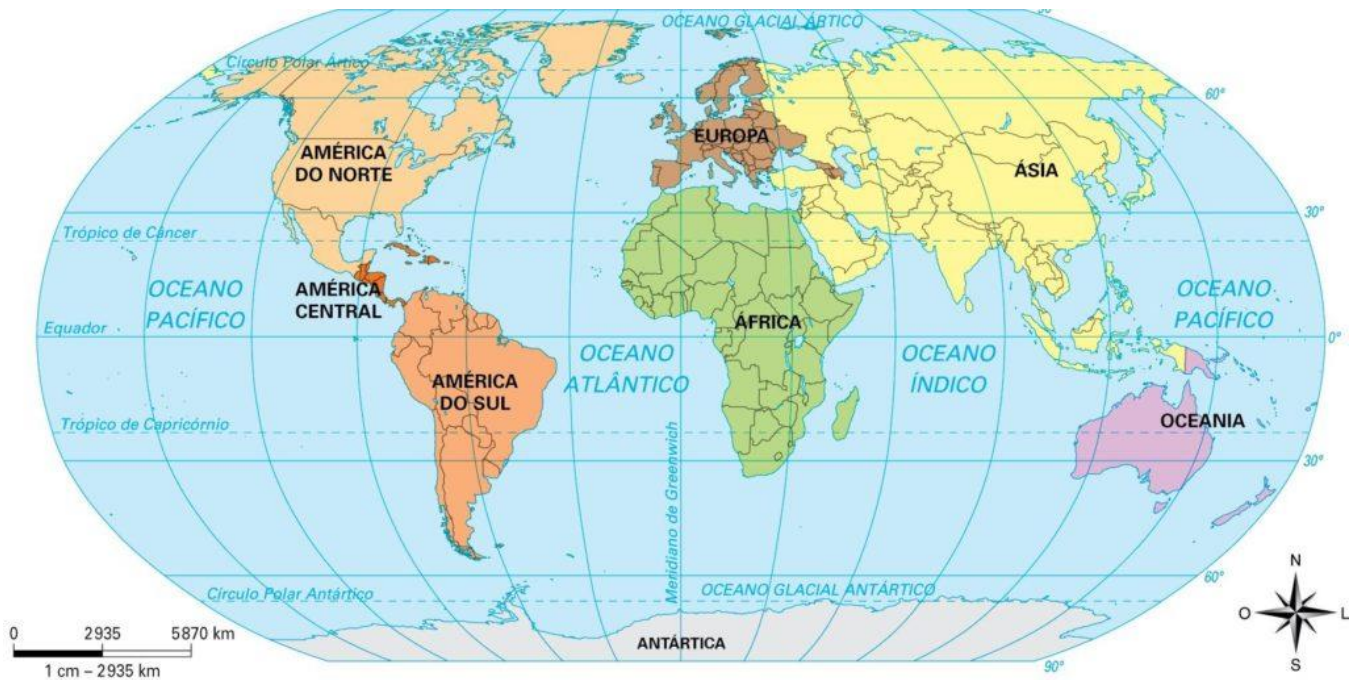 OCEANO GLACIAL ÁRTICO
Círculo Polar Ártico
60°
EUROPA
AMÉRICA
DO NORTE
ÁSIA
30°
Trópico de Câncer
OCEANO
PACÍFICO
AMÉRICA
CENTRAL
OCEANO
PACÍFICO
Equador
ÁFRICA
0°
OCEANO
ATLÂNTICO
OCEANO
ÍNDICO
AMÉRICA
DO SUL
Trópico de Capricórnio
OCEANIA
30°
Meridiano de Greenwich
60°
Círculo Polar Antártico
OCEANO GLACIAL ANTÁRTICO
ANTÁRTICA
90°
0 2935 5870 km
1 cm – 2935 km
N
O L
S